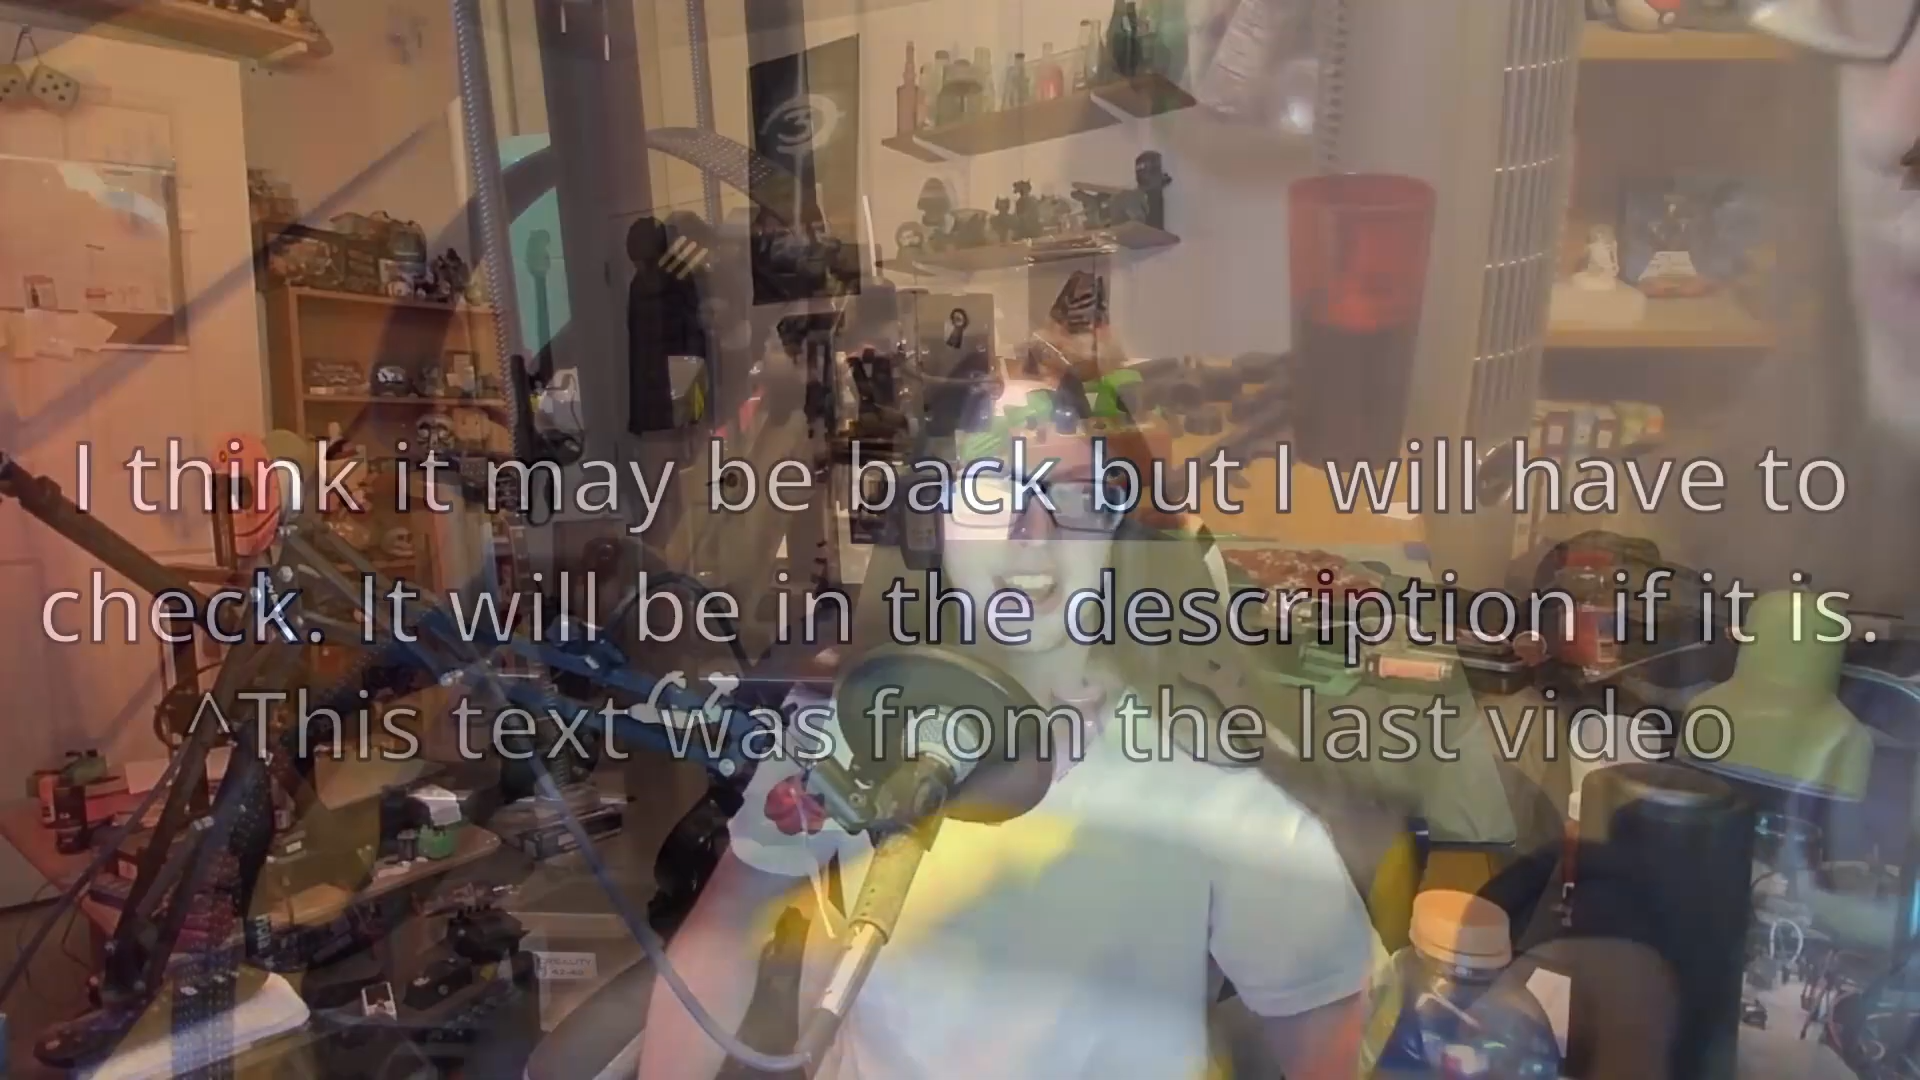 I think it may be back but I will have to
check. It will be in the description if it is.
^This text was from the last video